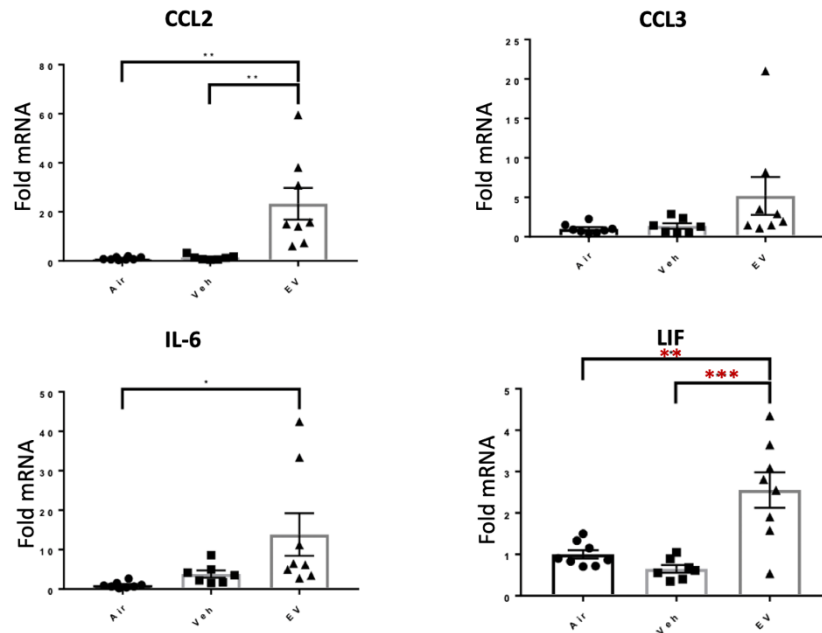 CCL2
CCL3
Fold mRNA
80
60
40
20
0
**
**
Air
Veh
EV
Fold mRNA
25
20
15
10
5
0
Air
Veh
EV
IL-6
LIF
Fold mRNA
50
40
30
20
10
0
*
Air
Veh
EV
Fold mRNA
5
4
3
2
1
0
**
***
Air
Veh
EV